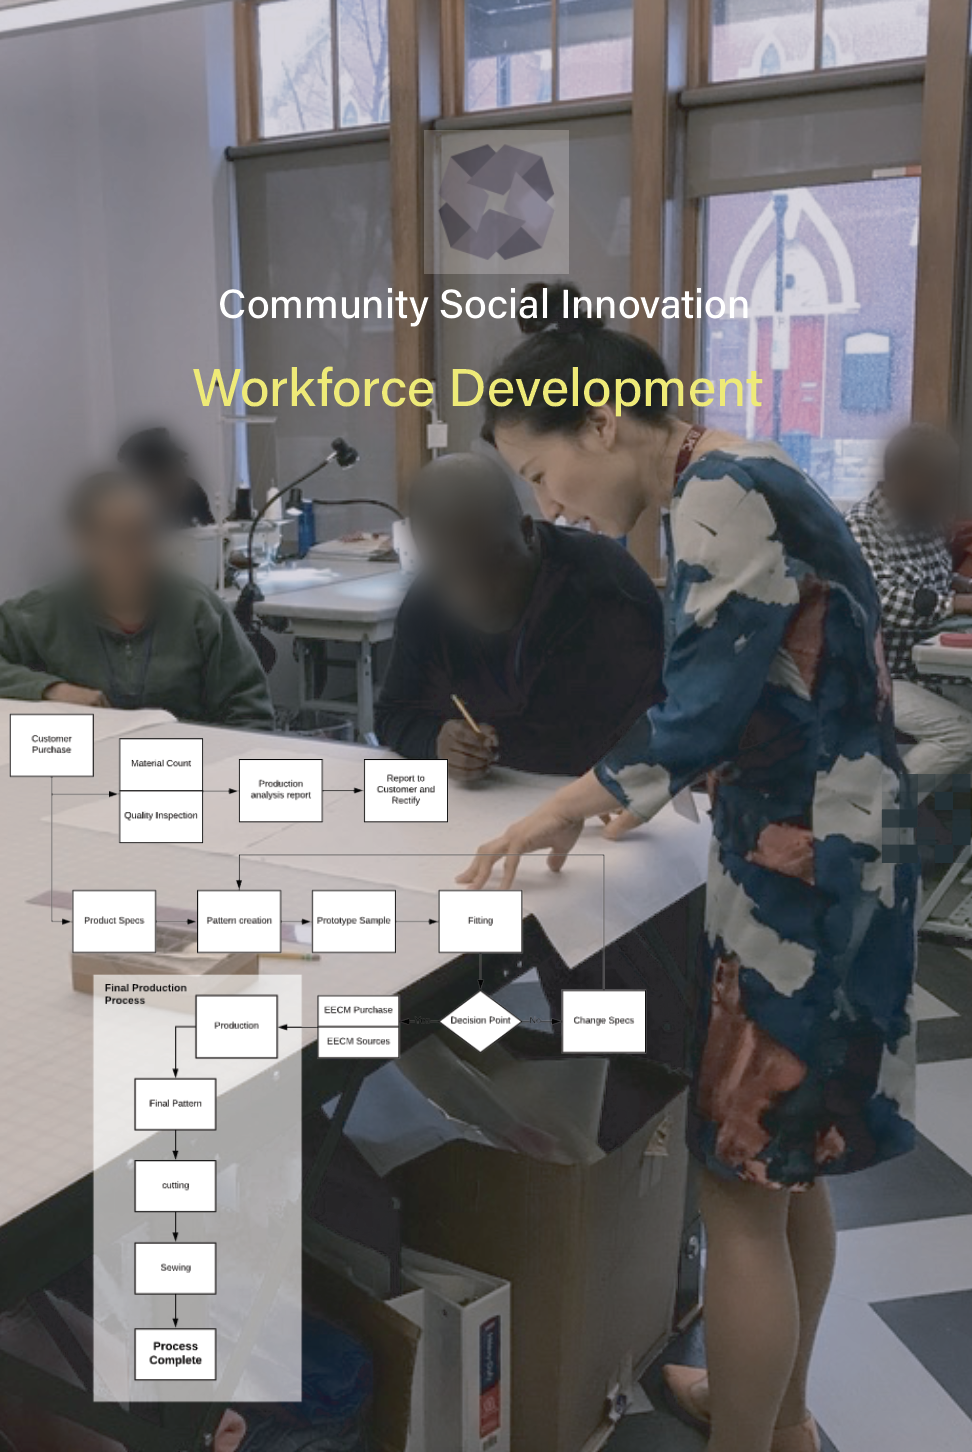 Community Social Innovation
Workforce Development
Customer
Purchase
Material Count
Quality Inspection
Production
analysis report
Report to
Customer and
Rectify
Product Specs
Pattern creation
Prototype Sample
Fitting
Final Production
Process
Production
EECM Purchase
EECM Sources
Decision Point
No
Change Specs
Final Pattern
cutting
Sewing
Process
Complete